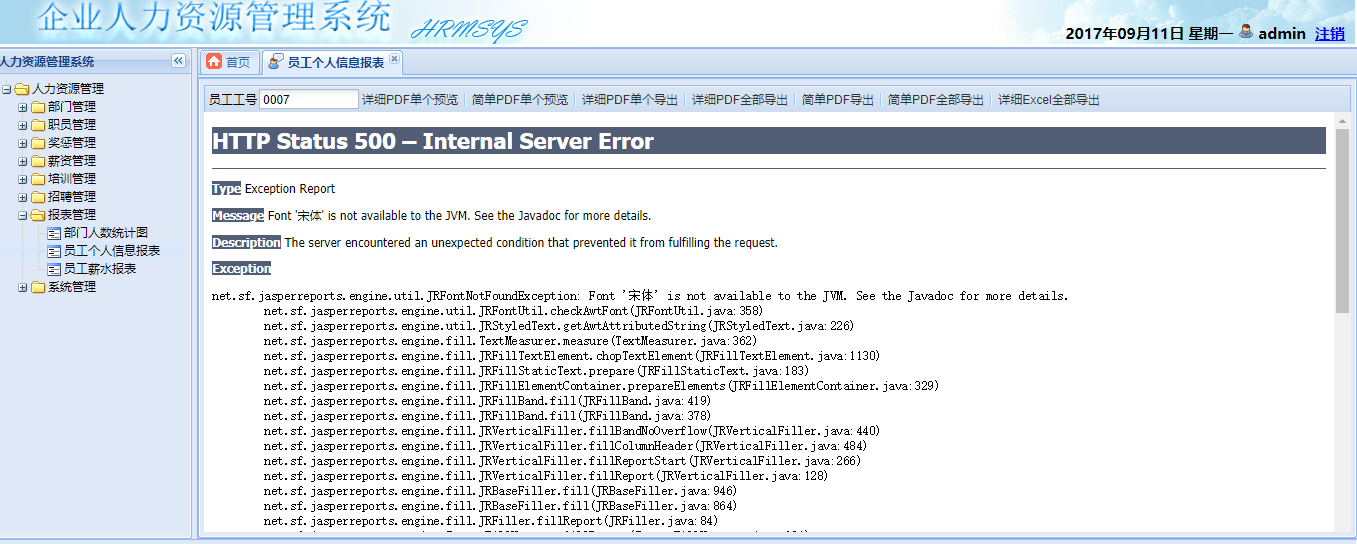 企业人力资源管理系统 HRMSYS
2017年09月11日 星期一 admin 注销
人力资源管理系统
首页 员工个人信息报表
人力资源管理
部门管理
职员管理
奖惩管理
薪资管理
培训管理
招聘管理
报表管理
部门人数统计图
员工个人信息报表
员工薪水报表
系统管理
员工工号 0007 详细PDF单个预览 简单PDF单个预览 详细PDF单个导出 详细PDF全部导出 简单PDF导出 简单PDF全部导出 详细Excel全部导出
HTTP Status 500 – Internal Server Error
Type Exception Report
Message Font '宋体' is not available to the JVM. See the Javadoc for more details.
Description The server encountered an unexpected condition that prevented it from fulfilling the request.
Exception
net.sf.jasperreports.engine.util.JRFontNotFoundException: Font '宋体' is not available to the JVM. See the Javadoc for more details.
net.sf.jasperreports.engine.util.JRFontUtil.checkAwtFont(JRFontUtil.java:358)
net.sf.jasperreports.engine.util.JRStyledText.getAwtAttributedString(JRStyledText.java:226)
net.sf.jasperreports.engine.fill.TextMeasurer.measure(TextMeasurer.java:362)
net.sf.jasperreports.engine.fill.JRFillTextElement.chopTextElement(JRFillTextElement.java:1130)
net.sf.jasperreports.engine.fill.JRFillStaticText.prepare(JRFillStaticText.java:183)
net.sf.jasperreports.engine.fill.JRFillElementContainer.prepareElements(JRFillElementContainer.java:329)
net.sf.jasperreports.engine.fill.JRFillBand.fill(JRFillBand.java:419)
net.sf.jasperreports.engine.fill.JRFillBand.fill(JRFillBand.java:378)
net.sf.jasperreports.engine.fill.JRVerticalFiller.fillBandNoOverflow(JRVerticalFiller.java:440)
net.sf.jasperreports.engine.fill.JRVerticalFiller.fillColumnHeader(JRVerticalFiller.java:484)
net.sf.jasperreports.engine.fill.JRVerticalFiller.fillReportStart(JRVerticalFiller.java:266)
net.sf.jasperreports.engine.fill.JRVerticalFiller.fillReport(JRVerticalFiller.java:128)
net.sf.jasperreports.engine.fill.JRBaseFiller.fill(JRBaseFiller.java:946)
net.sf.jasperreports.engine.fill.JRBaseFiller.fill(JRBaseFiller.java:864)
net.sf.jasperreports.engine.fill.JRFiller.fillReport(JRFiller.java:84)